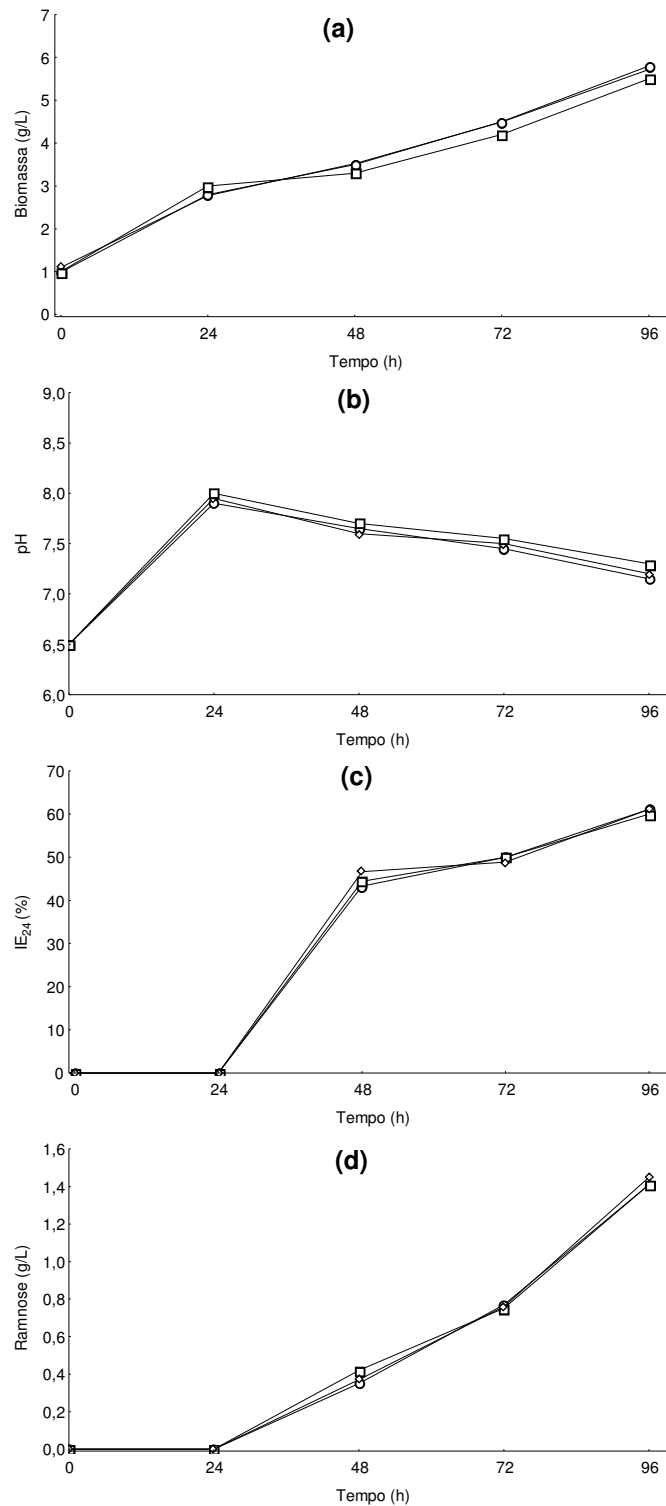 (a)
7
6
5
4
3
2
1
0
Biomassa (g/L)
0 24 48 72 96
Tempo (h)
(b)
9,0
8,5
8,0
7,5
7,0
6,5
6,0
pH
0 24 48 72 96
Tempo (h)
(c)
70
60
50
40
30
20
10
0
IE24 (%)
0 24 48 72 96
Tempo (h)
(d)
1,6
1,4
1,2
1,0
0,8
0,6
0,4
0,2
0,0
Ramnose (g/L)
0 24 48 72 96
Tempo (h)